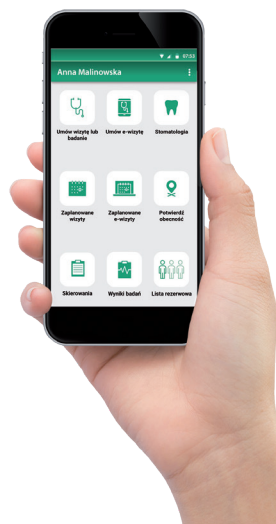 07:53
Anna Malinowska
Umów wizytę lub
badanie
Umów e-wizytę
Stomatologia
Zaplanowane
wizyty
Zaplanowane
e-wizyty
Potwierdź
obecność
Skierowania
Wyniki badań
Lista rezerwowa